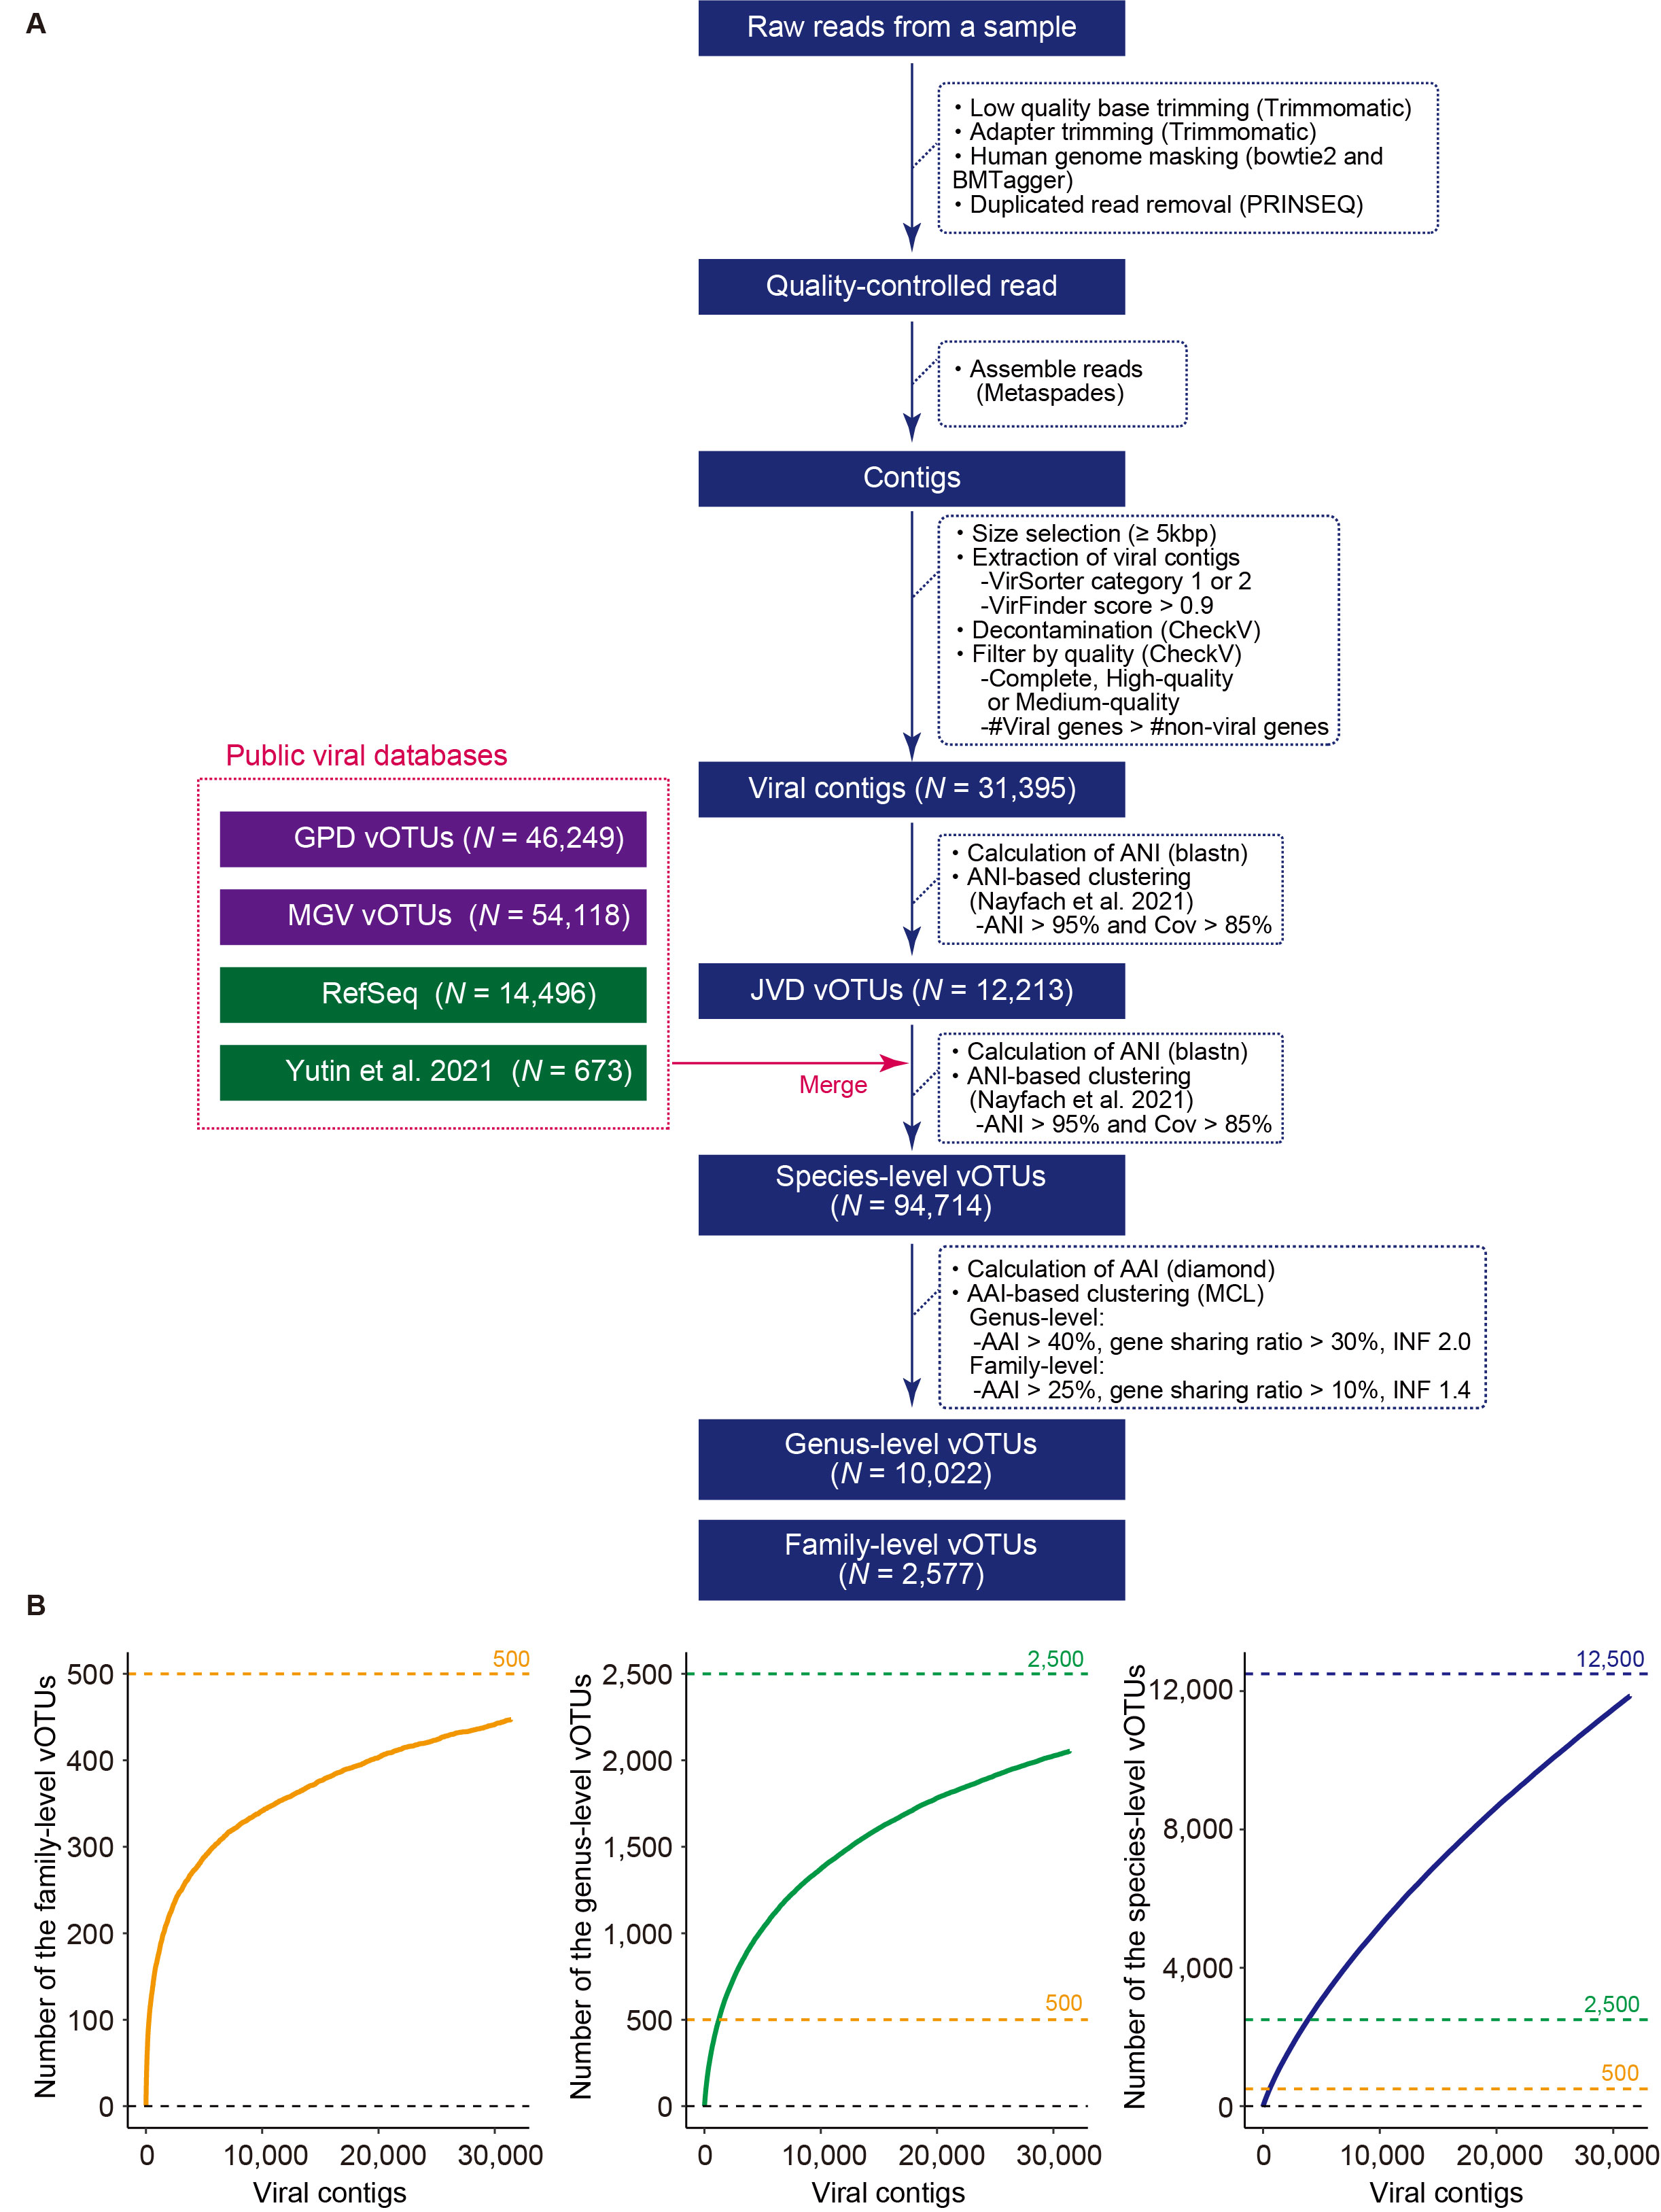 A
Raw reads from a sample
・Low quality base trimming (Trimmomatic)
・Adapter trimming (Trimmomatic)
・Human genome masking (bowtie2 and
BMTagger)
・Duplicated read removal (PRINSEQ)
Quality-controlled read
・Assemble reads
(Metaspades)
Contigs
・Size selection (≥ 5kbp)
・Extraction of viral contigs
-VirSorter category 1 or 2
-VirFinder score > 0.9
・Decontamination (CheckV)
・Filter by quality (CheckV)
-Complete, High-quality
or Medium-quality
-#Viral genes > #non-viral genes
Public viral databases
GPD vOTUs (N = 46,249)
MGV vOTUs (N = 54,118)
RefSeq (N = 14,496)
Yutin et al. 2021 (N = 673)
Viral contigs (N = 31,395)
・Calculation of ANI (blastn)
・ANI-based clustering
(Nayfach et al. 2021)
-ANI > 95% and Cov > 85%
JVD vOTUs (N = 12,213)
Merge
・Calculation of ANI (blastn)
・ANI-based clustering
(Nayfach et al. 2021)
-ANI > 95% and Cov > 85%
Species-level vOTUs
(N = 94,714)
・Calculation of AAI (diamond)
・AAI-based clustering (MCL)
Genus-level:
-AAI > 40%, gene sharing ratio > 30%, INF 2.0
Family-level:
-AAI > 25%, gene sharing ratio > 10%, INF 1.4
Genus-level vOTUs
(N = 10,022)
Family-level vOTUs
(N = 2,577)
B
Number of the family-level vOTUs
500
400
300
200
100
0
500
0
10,000
20,000
30,000
Viral contigs
Number of the genus-level vOTUs
2,500
2,000
1,500
1,000
500
0
2,500
500
0
10,000
20,000
30,000
Viral contigs
Number of the species-level vOTUs
12,000
8,000
4,000
0
12,500
2,500
500
0
10,000
20,000
30,000
Viral contigs